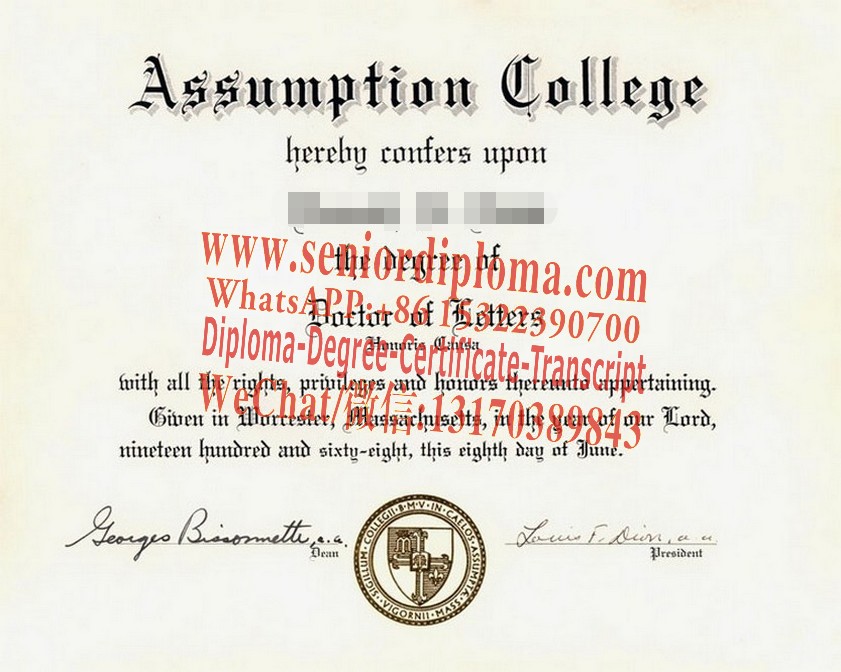 Assumption College
hereby confers upon
www.seniordiploma.com
the degree of
WhatsAPP:+86 15322590700
Doctor of Letters
Honoris Causa
Diploma-Degree-Certificate-Transcript
with all the rights, privileges and honors thereunto appertaining.
WeChat/微信:13170389843
Given in Worcester, Massachusetts, in the year of our Lord,
nineteen hundred and sixty-eight, this eighth day of June.
Georges Bissonnette, a.a.
Dean
Louis F. Dion, a.a.
President
SIGILLUM · COLLEGII · B · M · V · IN · CAELOS · ASSUMPTÆ · VIGORNII · MASS ·